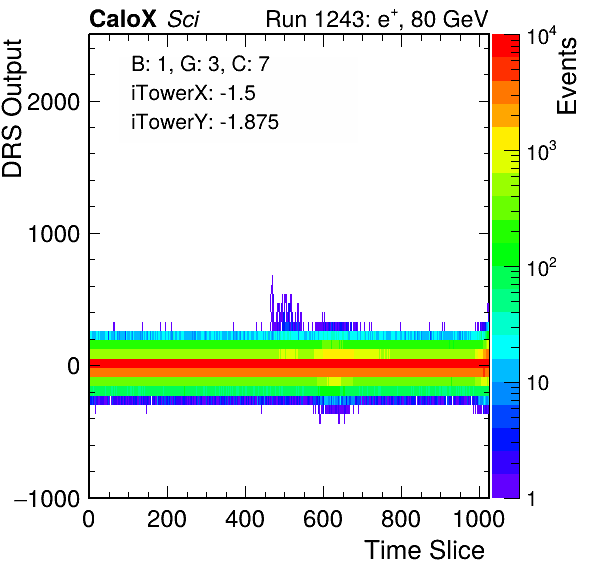 CaloX Sci
Run 1243: e⁺, 80 GeV
B: 1, G: 3, C: 7
iTowerX: -1.5
iTowerY: -1.875
DRS Output
2000
1000
0
−1000
0 200 400 600 800 1000
Time Slice
10⁴
10³
10²
10
1
Events